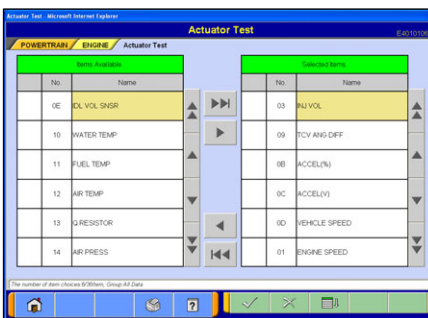 Actuator Test - Microsoft Internet Explorer
Actuator Test
E4010106
POWERTRAIN ENGINE Actuator Test
Items Available
No. Name
0E IDL VOL SNSR
10 WATER TEMP
11 FUEL TEMP
12 AIR TEMP
13 Q RESISTOR
14 AIR PRESS
Selected Items
No. Name
03 INJ VOL
09 TCV ANG DIFF
0B ACCEL(%)
0C ACCEL(V)
0D VEHICLE SPEED
01 ENGINE SPEED
The number of item choices 6/36Item, Group:All Data
?